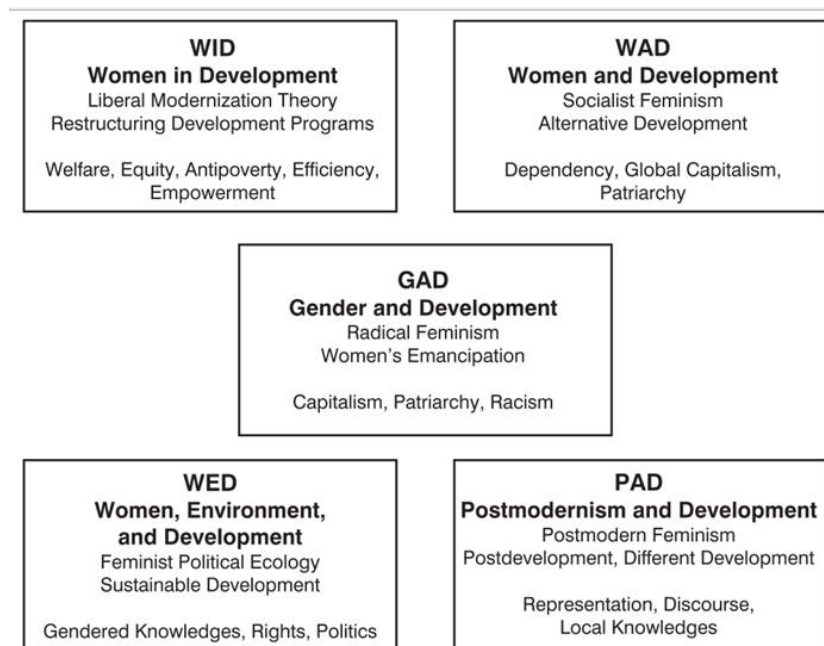 WID
Women in Development
Liberal Modernization Theory
Restructuring Development Programs
Welfare, Equity, Antipoverty, Efficiency,
Empowerment
WAD
Women and Development
Socialist Feminism
Alternative Development
Dependency, Global Capitalism,
Patriarchy
GAD
Gender and Development
Radical Feminism
Women’s Emancipation
Capitalism, Patriarchy, Racism
WED
Women, Environment,
and Development
Feminist Political Ecology
Sustainable Development
Gendered Knowledges, Rights, Politics
PAD
Postmodernism and Development
Postmodern Feminism
Postdevelopment, Different Development
Representation, Discourse,
Local Knowledges